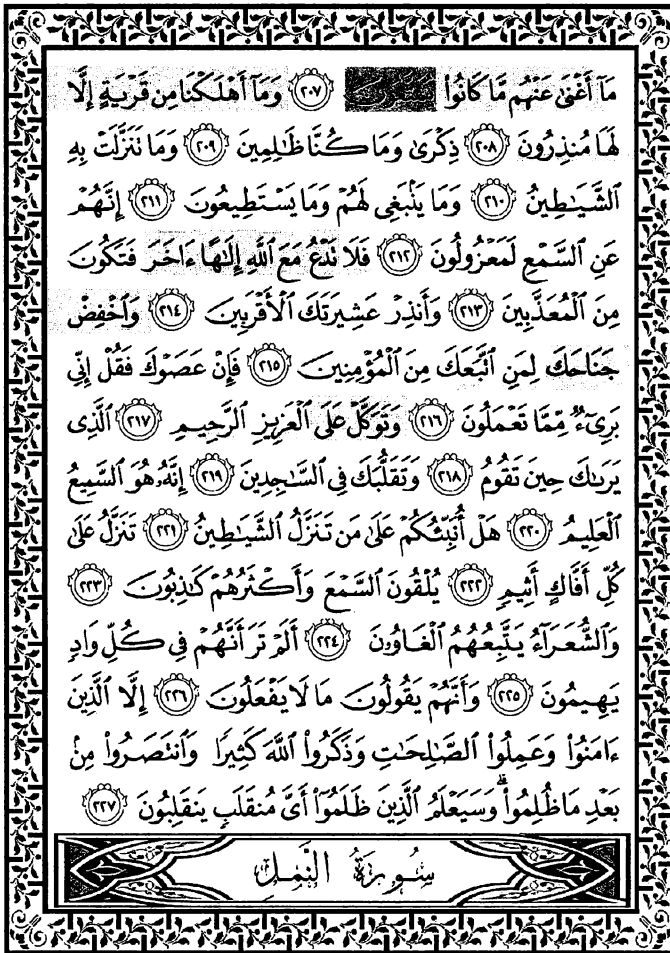 مَآ أَغْنَىٰ عَنْهُم مَّا كَانُوا۟ ﴿٢٠٧﴾ وَمَآ أَهْلَكْنَا مِن قَرْيَةٍ إِلَّا
لَهَا مُنذِرُونَ ﴿٢٠٨﴾ ذِكْرَىٰ وَمَا كُنَّا ظَـٰلِمِينَ ﴿٢٠٩﴾ وَمَا تَنَزَّلَتْ بِهِ
ٱلشَّيَـٰطِينُ ﴿٢١٠﴾ وَمَا يَنۢبَغِى لَهُمْ وَمَا يَسْتَطِيعُونَ ﴿٢١١﴾ إِنَّهُمْ
عَنِ ٱلسَّمْعِ لَمَعْزُولُونَ ﴿٢١٢﴾ فَلَا تَدْعُ مَعَ ٱللَّهِ إِلَـٰهًا ءَاخَرَ فَتَكُونَ
مِنَ ٱلْمُعَذَّبِينَ ﴿٢١٣﴾ وَأَنذِرْ عَشِيرَتَكَ ٱلْأَقْرَبِينَ ﴿٢١٤﴾ وَٱخْفِضْ
جَنَاحَكَ لِمَنِ ٱتَّبَعَكَ مِنَ ٱلْمُؤْمِنِينَ ﴿٢١٥﴾ فَإِنْ عَصَوْكَ فَقُلْ إِنِّى
بَرِىٓءٌ مِّمَّا تَعْمَلُونَ ﴿٢١٦﴾ وَتَوَكَّلْ عَلَى ٱلْعَزِيزِ ٱلرَّحِيمِ ﴿٢١٧﴾ ٱلَّذِى
يَرَىٰكَ حِينَ تَقُومُ ﴿٢١٨﴾ وَتَقَلُّبَكَ فِى ٱلسَّـٰجِدِينَ ﴿٢١٩﴾ إِنَّهُۥ هُوَ ٱلسَّمِيعُ
ٱلْعَلِيمُ ﴿٢٢٠﴾ هَلْ أُنَبِّئُكُمْ عَلَىٰ مَن تَنَزَّلُ ٱلشَّيَـٰطِينُ ﴿٢٢١﴾ تَنَزَّلُ عَلَىٰ
كُلِّ أَفَّاكٍ أَثِيمٍ ﴿٢٢٢﴾ يُلْقُونَ ٱلسَّمْعَ وَأَكْثَرُهُمْ كَـٰذِبُونَ ﴿٢٢٣﴾
وَٱلشُّعَرَآءُ يَتَّبِعُهُمُ ٱلْغَاوُۥنَ ﴿٢٢٤﴾ أَلَمْ تَرَ أَنَّهُمْ فِى كُلِّ وَادٍ
يَهِيمُونَ ﴿٢٢٥﴾ وَأَنَّهُمْ يَقُولُونَ مَا لَا يَفْعَلُونَ ﴿٢٢٦﴾ إِلَّا ٱلَّذِينَ
ءَامَنُوا۟ وَعَمِلُوا۟ ٱلصَّـٰلِحَـٰتِ وَذَكَرُوا۟ ٱللَّهَ كَثِيرًا وَٱنتَصَرُوا۟ مِنۢ
بَعْدِ مَا ظُلِمُوا۟ ۗ وَسَيَعْلَمُ ٱلَّذِينَ ظَلَمُوٓا۟ أَىَّ مُنقَلَبٍ يَنقَلِبُونَ ﴿٢٢٧﴾
سُورَةُ النَّمْلِ